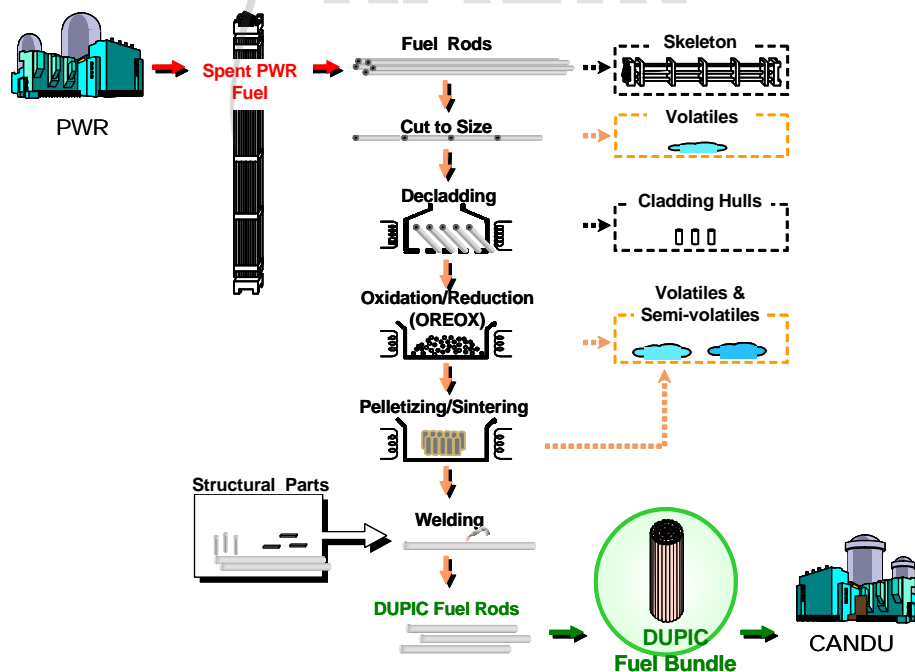 Fuel Rods
Skeleton
Spent PWR
Fuel
PWR
Cut to Size
Volatiles
Decladding
Cladding Hulls
Oxidation/Reduction
(OREOX)
Volatiles &
Semi-volatiles
Pelletizing/Sintering
Structural Parts
Welding
DUPIC Fuel Rods
DUPIC
Fuel Bundle
CANDU